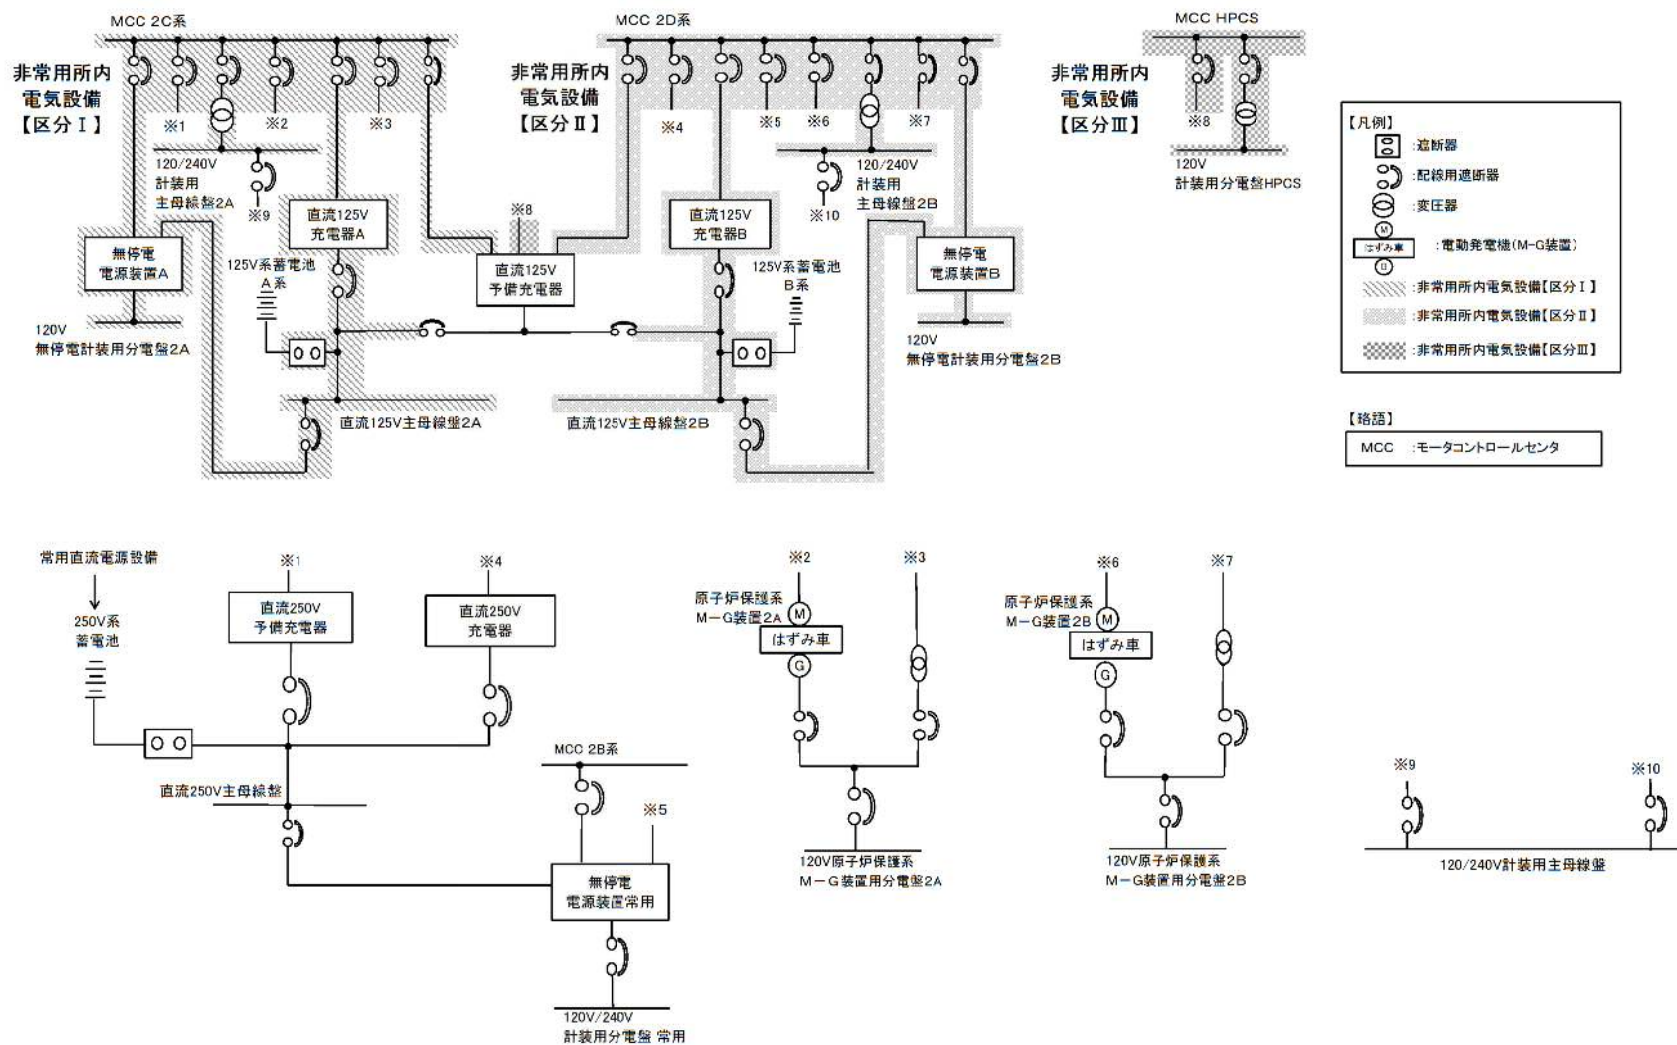 MCC 2C系
MCC 2D系
MCC HPCS
非常用所内
電気設備
【区分Ⅰ】
非常用所内
電気設備
【区分Ⅱ】
非常用所内
電気設備
【区分Ⅲ】
※1
※2
※3
※4
※5
※6
※7
※8
120/240V
計装用
主母線盤2A
※9
120/240V
計装用
主母線盤2B
※10
120V
計装用分電盤HPCS
無停電
電源装置A
直流125V
充電器A
※8
直流125V
予備充電器
直流125V
充電器B
無停電
電源装置B
125V系蓄電池
A系
125V系蓄電池
B系
120V
無停電計装用分電盤2A
120V
無停電計装用分電盤2B
直流125V主母線盤2A
直流125V主母線盤2B
【凡例】
:遮断器
:配線用遮断器
:変圧器
M
はずみ車
G
:電動発電機(M-G装置)
:非常用所内電気設備【区分Ⅰ】
:非常用所内電気設備【区分Ⅱ】
:非常用所内電気設備【区分Ⅲ】
【略語】
MCC :モータコントロールセンタ
常用直流電源設備
250V系
蓄電池
※1
直流250V
予備充電器
※4
直流250V
充電器
直流250V主母線盤
MCC 2B系
※5
無停電
電源装置常用
120V/240V
計装用分電盤 常用
※2
原子炉保護系
M-G装置2A
M
はずみ車
G
※3
120V原子炉保護系
M-G装置用分電盤2A
※6
原子炉保護系
M-G装置2B
M
はずみ車
G
※7
120V原子炉保護系
M-G装置用分電盤2B
※9
※10
120/240V計装用主母線盤